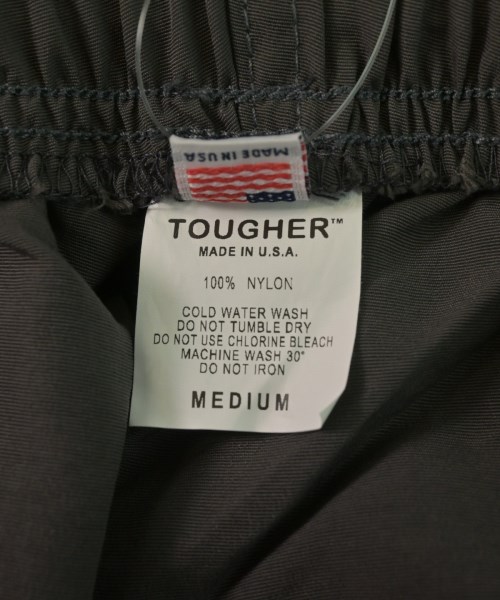 MADE IN USA
TOUGHER™
MADE IN U.S.A.
100% NYLON
COLD WATER WASH
DO NOT TUMBLE DRY
DO NOT USE CHLORINE BLEACH
MACHINE WASH 30°
DO NOT IRON
MEDIUM